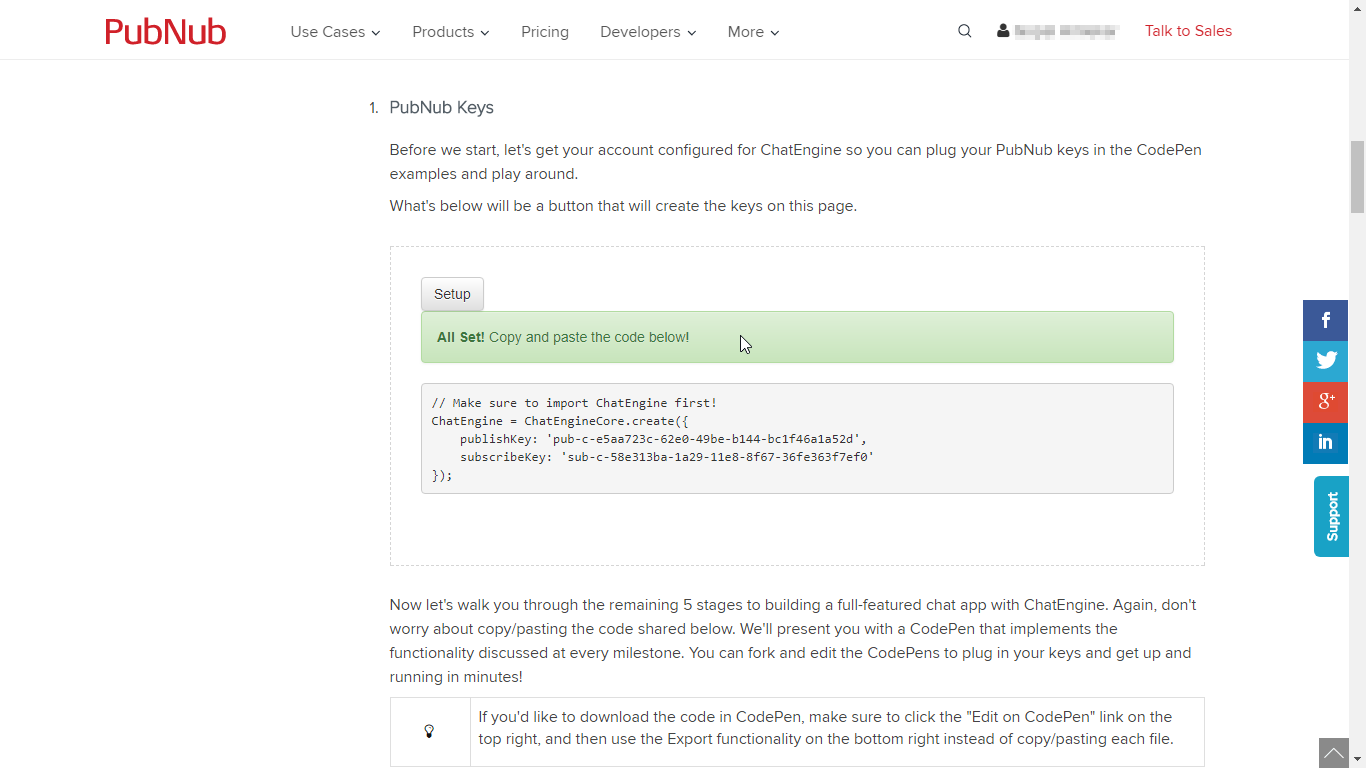 PubNub
Use Cases
Products
Pricing
Developers
More
Talk to Sales
1. PubNub Keys
Before we start, let's get your account configured for ChatEngine so you can plug your PubNub keys in the CodePen
examples and play around.
What's below will be a button that will create the keys on this page.
Setup
All Set! Copy and paste the code below!
// Make sure to import ChatEngine first!
ChatEngine = ChatEngineCore.create({
    publishKey: 'pub-c-e5aa723c-62e0-49be-b144-bc1f46a1a52d',
    subscribeKey: 'sub-c-58e313ba-1a29-11e8-8f67-36fe363f7ef0'
});
f
g+
in
Support
Now let's walk you through the remaining 5 stages to building a full-featured chat app with ChatEngine. Again, don't
worry about copy/pasting the code shared below. We'll present you with a CodePen that implements the
functionality discussed at every milestone. You can fork and edit the CodePens to plug in your keys and get up and
running in minutes!
If you'd like to download the code in CodePen, make sure to click the "Edit on CodePen" link on the
top right, and then use the Export functionality on the bottom right instead of copy/pasting each file.